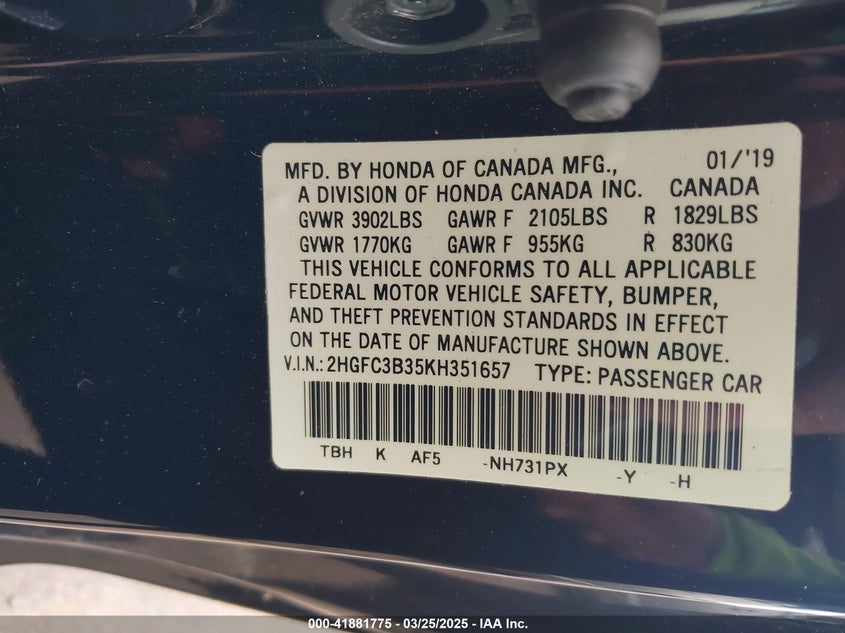 MFD. BY HONDA OF CANADA MFG., 01/'19
A DIVISION OF HONDA CANADA INC. CANADA
GVWR 3902LBS GAWR F 2105LBS R 1829LBS
GVWR 1770KG GAWR F 955KG R 830KG
THIS VEHICLE CONFORMS TO ALL APPLICABLE
FEDERAL MOTOR VEHICLE SAFETY, BUMPER,
AND THEFT PREVENTION STANDARDS IN EFFECT
ON THE DATE OF MANUFACTURE SHOWN ABOVE.
V.I.N.: 2HGFC3B35KH351657 TYPE: PASSENGER CAR
TBH K AF5 -NH731PX -Y -H
000-41881775 - 03/25/2025 - IAA Inc.